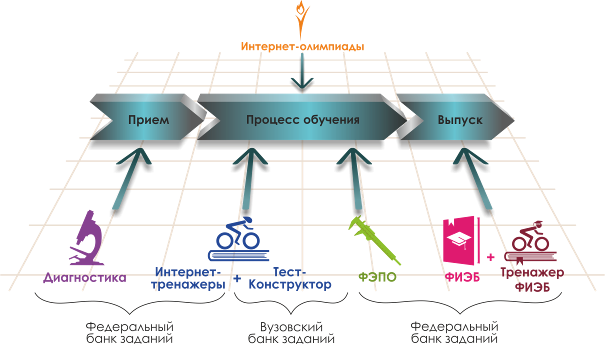 Интернет-олимпиады
Прием
Процесс обучения
Выпуск
Диагностика
Интернет-
тренажеры
+
Тест-
Конструктор
ФЭПО
ФИЭБ
+
Тренажер
ФИЭБ
Федеральный
банк заданий
Вузовский
банк заданий
Федеральный
банк заданий